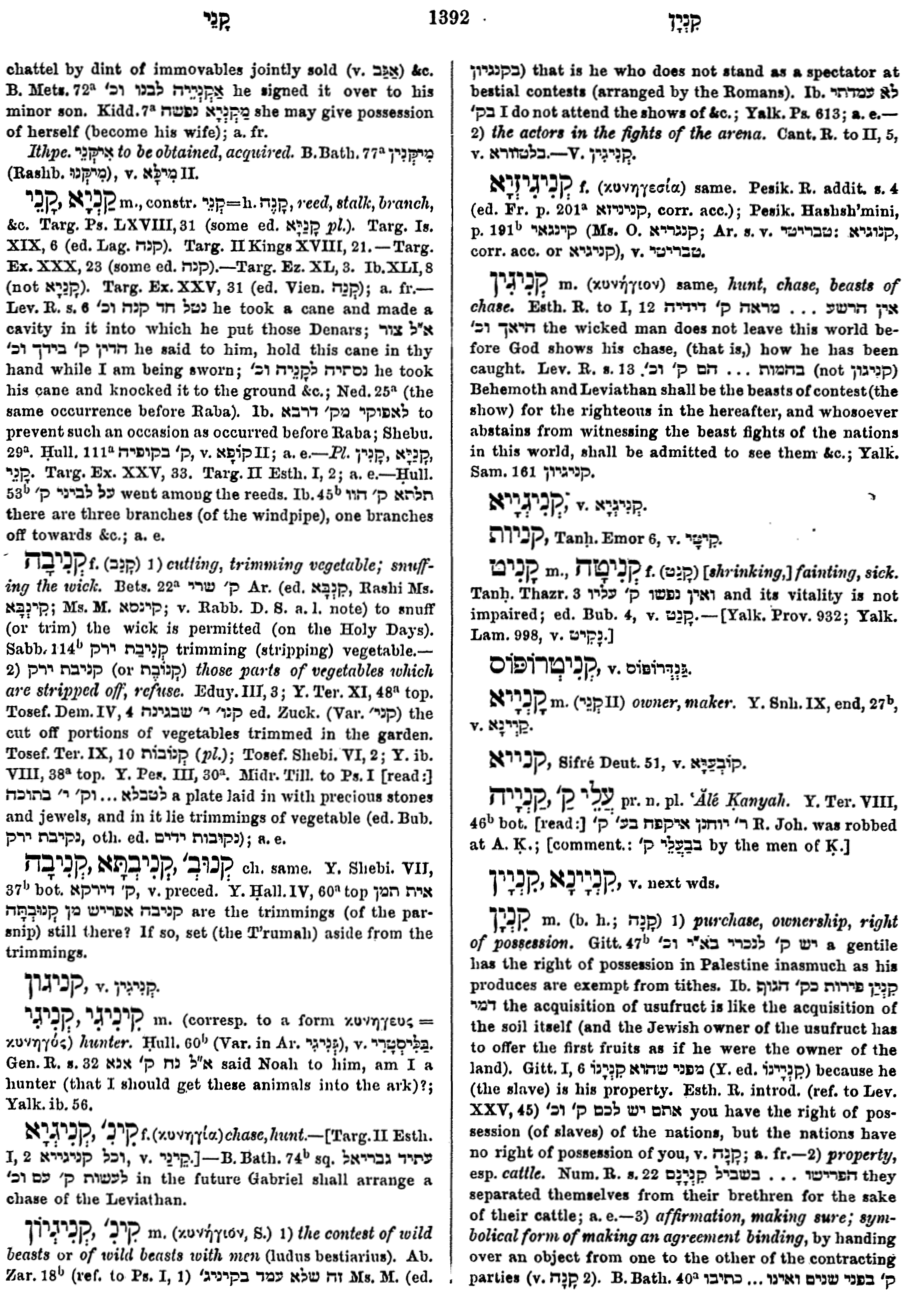 קָנֵי 1392 קִנְיָן
chattel by dint of immovables jointly sold (v. אַגַּב) &c.
B. Mets. 72ᵃ אַקְנְיֵיהּ לבנו וכ׳ he signed it over to his
minor son. Kidd. 7ᵃ מַקְנְיָא נפשה she may give possession
of herself (become his wife); a. fr.
Ithpe. אִיקְּנֵי to be obtained, acquired. B. Bath. 77ᵃ מִיקְּנְיִן
(Rashb. מִיקְּנוּ), v. מִילָּא II.
קַנְיָא, קָנֵי m., constr. קְנֵי=h. קָנֶה, reed, stalk, branch,
&c. Targ. Ps. LXVIII, 31 (some ed. קַנְיָא pl.). Targ. Is.
XIX, 6 (ed. Lag. קנה). Targ. II Kings XVIII, 21.—Targ.
Ex. XXX, 23 (some ed. קנה).—Targ. Ez. XL, 3. Ib. XLI, 8
(not קַנְיָא). Targ. Ex. XXV, 31 (ed. Vien. קְנֵה); a. fr.—
Lev. R. s. 6 נטל חד קנה וכ׳ he took a cane and made a
cavity in it into which he put those Denars; א״ל צור
הדין ק׳ בידך וכ׳ he said to him, hold this cane in thy
hand while I am being sworn; נסתיה לקַנְיֵה וכ׳ he took
his cane and knocked it to the ground &c.; Ned. 25ᵃ (the
same occurrence before Raba). Ib. לאפוקי מק׳ דרבא to
prevent such an occasion as occurred before Raba; Shebu.
29ᵃ. Ḥull. 111ᵃ ק׳ בקופיה, v. קוֹפָא II; a. e.—Pl. קַנְיָא, קָנְיִן,
קְנֵי. Targ. Ex. XXV, 33. Targ. II Esth. I, 2; a. e.—Ḥull.
53ᵇ על לביני ק׳ went among the reeds. Ib. 45ᵇ תלתא ק׳ הוו
there are three branches (of the windpipe), one branches
off towards &c.; a. e.
קְנִיבָה f. (קָנַב) 1) cutting, trimming vegetable; snuff-
ing the wick. Bets. 22ᵃ ק׳ שרי Ar. (ed. קִנְבָּא, Rashi Ms.
קִינְבָּא; Ms. M. קינסא; v. Rabb. D. S. a. l. note) to snuff
(or trim) the wick is permitted (on the Holy Days).
Sabb. 114ᵇ קְנִיבַת ירק trimming (stripping) vegetable.—
2) קניבת ירק (or קְנוֹבֶת) those parts of vegetables which
are stripped off, refuse. Eduy. III, 3; Y. Ter. XI, 48ᵃ top.
Tosef. Dem. IV, 4 קנו׳ י׳ שבגינה ed. Zuck. (Var. קני׳) the
cut off portions of vegetables trimmed in the garden.
Tosef. Ter. IX, 10 קְנוֹבוֹת (pl.); Tosef. Shebi. VI, 2; Y. ib.
VIII, 38ᵃ top. Y. Pes. III, 30ᵃ. Midr. Till. to Ps. I [read:]
לטבלא ... וק׳ י׳ בתוכה a plate laid in with precious stones
and jewels, and in it lie trimmings of vegetable (ed. Bub.
נקיבת ירק, oth. ed. נקובות ידים); a. e.
קְנִיבָה, קְנִיבְתָּא, קְנוּבְ׳ ch. same. Y. Shebi. VII,
37ᵇ bot. ק׳ דירקא, v. preced. Y. Ḥall. IV, 60ᵃ top אית תמן
קניבה אפריש מן קְנוּבְתָּה are the trimmings (of the par-
snip) still there? If so, set (the T'rumah) aside from the
trimmings.
קְנִיגוֹן, v. קְנִיגִין.
קְנִיגִי, קִינִיגִי m. (corresp. to a form κυνηγευς =
κυνηγός) hunter. Ḥull. 60ᵇ (Var. in Ar. גְּנִיגִי), v. בַּלִּיסְטָרִי.
Gen. R. s. 32 א״ל נח ק׳ אנא said Noah to him, am I a
hunter (that I should get these animals into the ark)?;
Yalk. ib. 56.
קְנִיגְיָא, קִינִ׳ f. (κυνηγία) chase, hunt.—[Targ. II Esth.
I, 2 וכל קניגייא, v. קִינֵי.]—B. Bath. 74ᵇ sq. עתיד גבריאל
לעשות ק׳ עם וכ׳ in the future Gabriel shall arrange a
chase of the Leviathan.
קְנִיגְיוֹן, קִינִ׳ m. (κυνήγιον, S.) 1) the contest of wild
beasts or of wild beasts with men (ludus bestiarius). Ab.
Zar. 18ᵇ (ref. to Ps. I, 1) זה שלא עמד בקיניג׳ Ms. M. (ed.
בקנגיון) that is he who does not stand as a spectator at
bestial contests (arranged by the Romans). Ib. לא עמדתי
בק׳ I do not attend the shows of &c.; Yalk. Ps. 613; a. e.—
2) the actors in the fights of the arena. Cant. R. to II, 5,
v. בלטורא.—V. קְנִיגִין.
קְנִיגִיזְיָא f. (κυνηγεσία) same. Pesik. R. addit. s. 4
(ed. Fr. p. 201ᵃ קניניזא, corr. acc.); Pesik. Haḥsh'mini,
p. 191ᵇ קינגאי (Ms. O. קנגריא; Ar. s. v. טברייטי: קנוגיא,
corr. acc. or קניגיא), v. טברייטי.
קְנִיגִין m. (κυνήγιον) same, hunt, chase, beasts of
chase. Esth. R. to I, 12 אין הרשע ... מראה ק׳ דידיה
היאך וכ׳ the wicked man does not leave this world be-
fore God shows his chase, (that is,) how he has been
caught. Lev. R. s. 13 בהמות ... הם ק׳ וכ׳ (not קניגון)
Behemoth and Leviathan shall be the beasts of contest (the
show) for the righteous in the hereafter, and whosoever
abstains from witnessing the beast fights of the nations
in this world, shall be admitted to see them &c.; Yalk.
Sam. 161 קניגיון.
קְנִיגְיָיא, v. קְנִיגְיָא.
קניות, Tanḥ. Emor 6, v. קִיטִּי.
קָנִיט m., קְנִיטָה f. (קָנַט) [shrinking,] fainting, sick.
Tanḥ. Thazr. 3 ואין נפשו ק׳ עליו and its vitality is not
impaired; ed. Bub. 4, v. קָנַט.—[Yalk. Prov. 932; Yalk.
Lam. 998, v. נָקִיט.]
קְנִיטְרוֹפּוֹס, v. גַּנְדְּרוֹפּוֹס.
קָנְיָיא m. (קְנֵי II) owner, maker. Y. Snh. IX, end, 27ᵇ,
v. קַיְינָא.
קנייא, Sifré Deut. 51, v. קוֹבְעַיָּא.
קַנְיָיה, עֲלֵי ק׳ pr. n. pl. ʻĂlé Ḳanyah. Y. Ter. VIII,
46ᵇ bot. [read:] ר׳ יוחנן איקפח בע׳ ק׳ R. Joh. was robbed
at A. Ḳ.; [comment.: בבַעֲלֵי ק׳ by the men of Ḳ.]
קִנְיָין, קִנְיָינָא, v. next wds.
קִנְיָן m. (b. h.; קָנָה) 1) purchase, ownership, right
of possession. Gitt. 47ᵇ יש ק׳ לנכרי בא״י וכ׳ a gentile
has the right of possession in Palestine inasmuch as his
produces are exempt from tithes. Ib. קִנְיַן פירות כק׳ הגוף
דמי the acquisition of usufruct is like the acquisition of
the soil itself (and the Jewish owner of the usufruct has
to offer the first fruits as if he were the owner of the
land). Gitt. I, 6 מפני שהוא קִנְיָנוֹ (Y. ed. קִנְיָינוֹ) because he
(the slave) is his property. Esth. R. introd. (ref. to Lev.
XXV, 45) אתם יש לכם ק׳ וכ׳ you have the right of pos-
session (of slaves) of the nations, but the nations have
no right of possession of you, v. קָנָה; a. fr.—2) property,
esp. cattle. Num. R. s. 22 הפרישו ... בשביל קִנְיָנָם they
separated themselves from their brethren for the sake
of their cattle; a. e.—3) affirmation, making sure; sym-
bolical form of making an agreement binding, by handing
over an object from one to the other of the contracting
parties (v. קָנָה 2). B. Bath. 40ᵃ ק׳ בפני שנים ואינו ... כתיבו